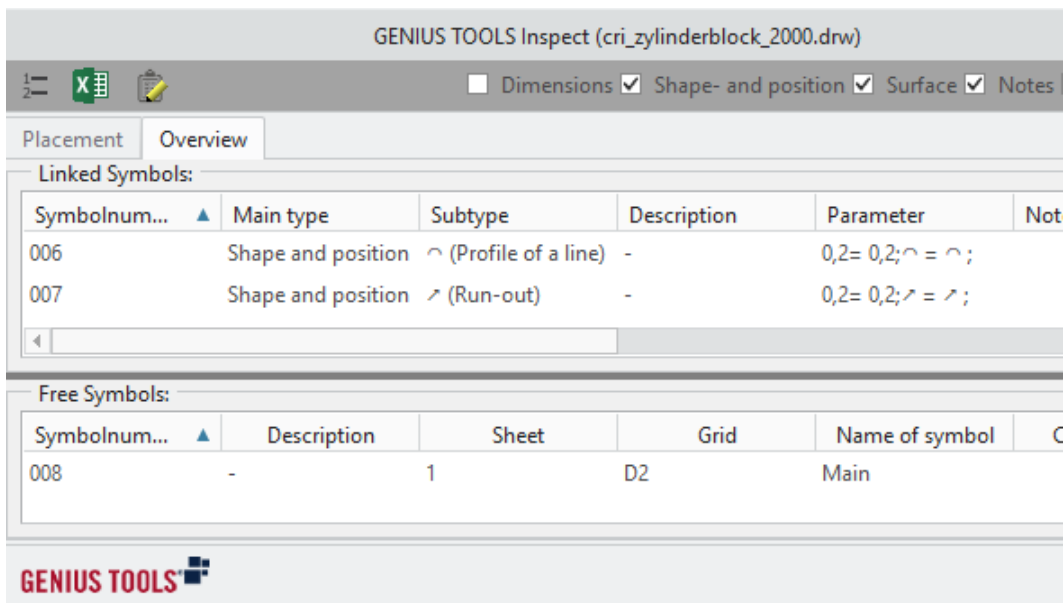 GENIUS TOOLS Inspect (cri_zylinderblock_2000.drw)
Dimensions Shape- and position Surface Notes
Placement Overview
Linked Symbols:
Symbolnum... Main type Subtype Description Parameter Not
006 Shape and position ⌒ (Profile of a line) - 0,2= 0,2;⌒ = ⌒ ;
007 Shape and position ↗ (Run-out) - 0,2= 0,2;↗ = ↗ ;
Free Symbols:
Symbolnum... Description Sheet Grid Name of symbol C
008 - 1 D2 Main
GENIUS TOOLS